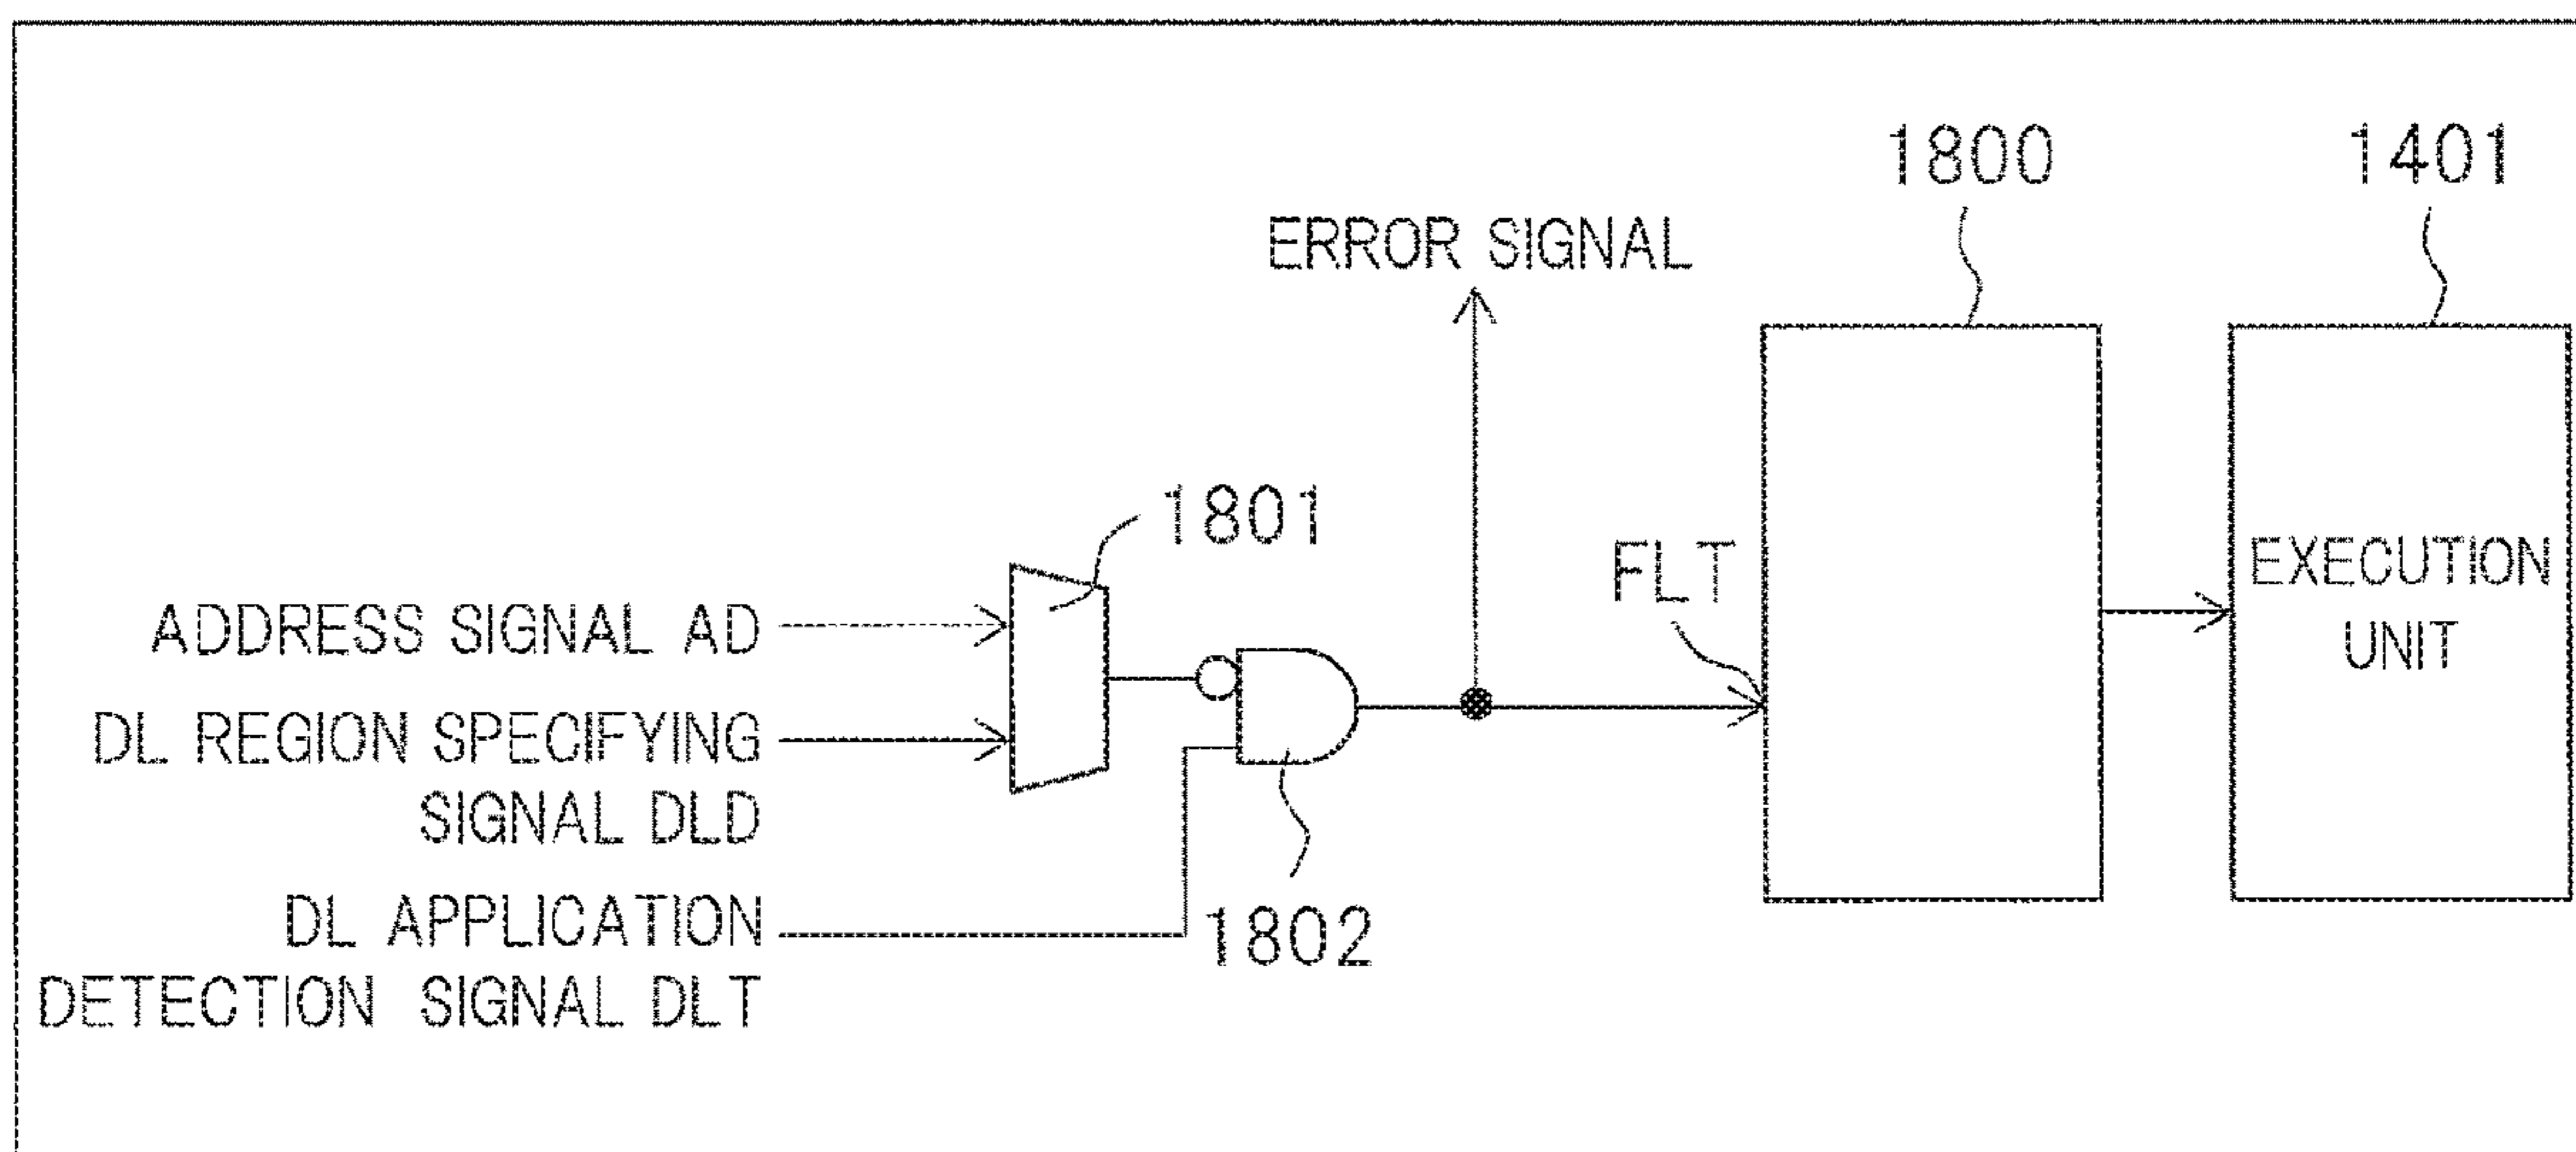 1800
1401
ERROR SIGNAL
1801
FLT
EXECUTION
UNIT
ADDRESS SIGNAL AD
DL REGION SPECIFYING
SIGNAL DLD
DL APPLICATION
DETECTION SIGNAL DLT
1802